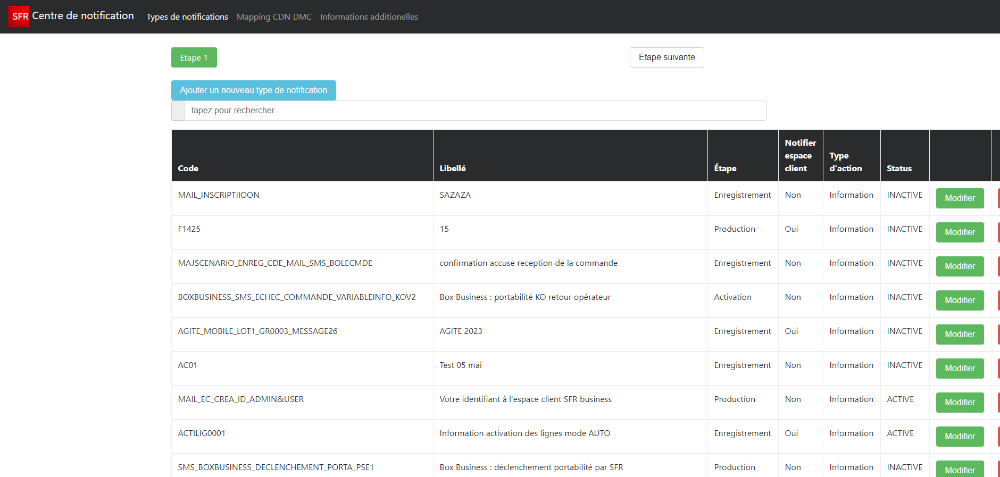 SFR Centre de notification Types de notifications Mapping CDN DMC Informations additionelles
Etape 1 Etape suivante
Ajouter un nouveau type de notification
tapez pour rechercher...
Code Libellé Étape Notifier espace client Type d'action Status
MAIL_INSCRIPTIIOON SAZAZA Enregistrement Non Information INACTIVE Modifier
F1425 15 Production Oui Information INACTIVE Modifier
MAJSCENARIO_ENREG_CDE_MAIL_SMS_BOLECMDE confirmation accuse reception de la commande Enregistrement Non Information INACTIVE Modifier
BOXBUSINESS_SMS_ECHEC_COMMANDE_VARIABLEINFO_KOV2 Box Business : portabilité KO retour opérateur Activation Non Information INACTIVE Modifier
AGITE_MOBILE_LOT1_GR0003_MESSAGE26 AGITE 2023 Enregistrement Oui Information INACTIVE Modifier
AC01 Test 05 mai Enregistrement Non Information INACTIVE Modifier
MAIL_EC_CREA_ID_ADMIN&USER Votre identifiant à l'espace client SFR business Production Non Information ACTIVE Modifier
ACTILIG0001 Information activation des lignes mode AUTO Enregistrement Oui Information ACTIVE Modifier
SMS_BOXBUSINESS_DECLENCHEMENT_PORTA_PSE1 Box Business : déclenchement portabilité par SFR Production Non Information INACTIVE Modifier